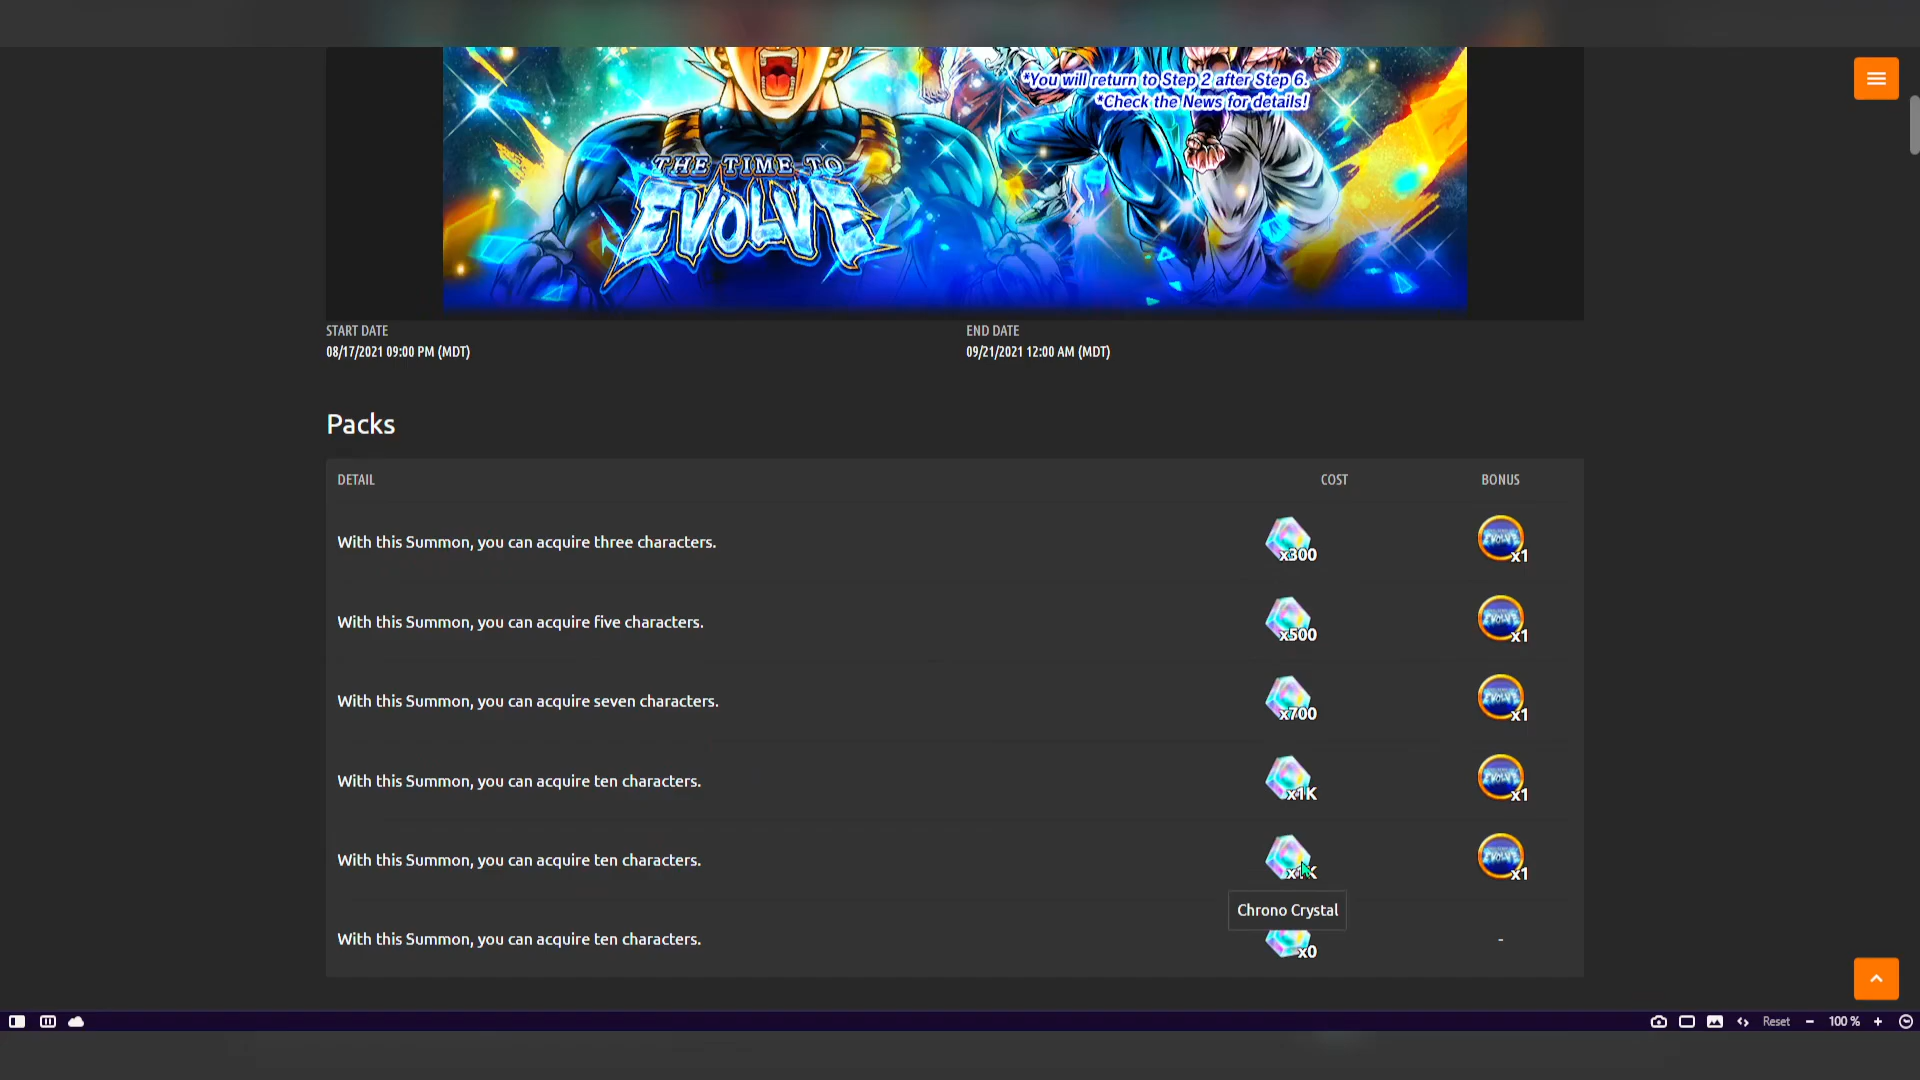 *You will return to Step 2 after Step 6.
*Check the News for details!
THE TIME TO
EVOLVE
START DATE
08/17/2021 09:00 PM (MDT)
END DATE
09/21/2021 12:00 AM (MDT)
Packs
DETAIL COST BONUS
With this Summon, you can acquire three characters. x300 x1
With this Summon, you can acquire five characters. x500 x1
With this Summon, you can acquire seven characters. x700 x1
With this Summon, you can acquire ten characters. x1K x1
With this Summon, you can acquire ten characters. x1K x1
Chrono Crystal
With this Summon, you can acquire ten characters. x0 -
Reset - 100 % +